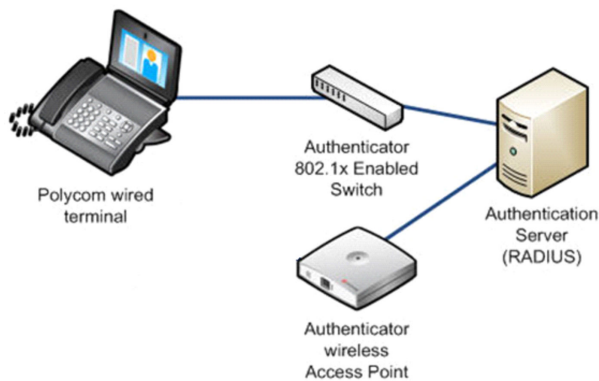 Polycom wired
terminal
Authenticator
802.1x Enabled
Switch
Authentication
Server
(RADIUS)
Authenticator
wireless
Access Point